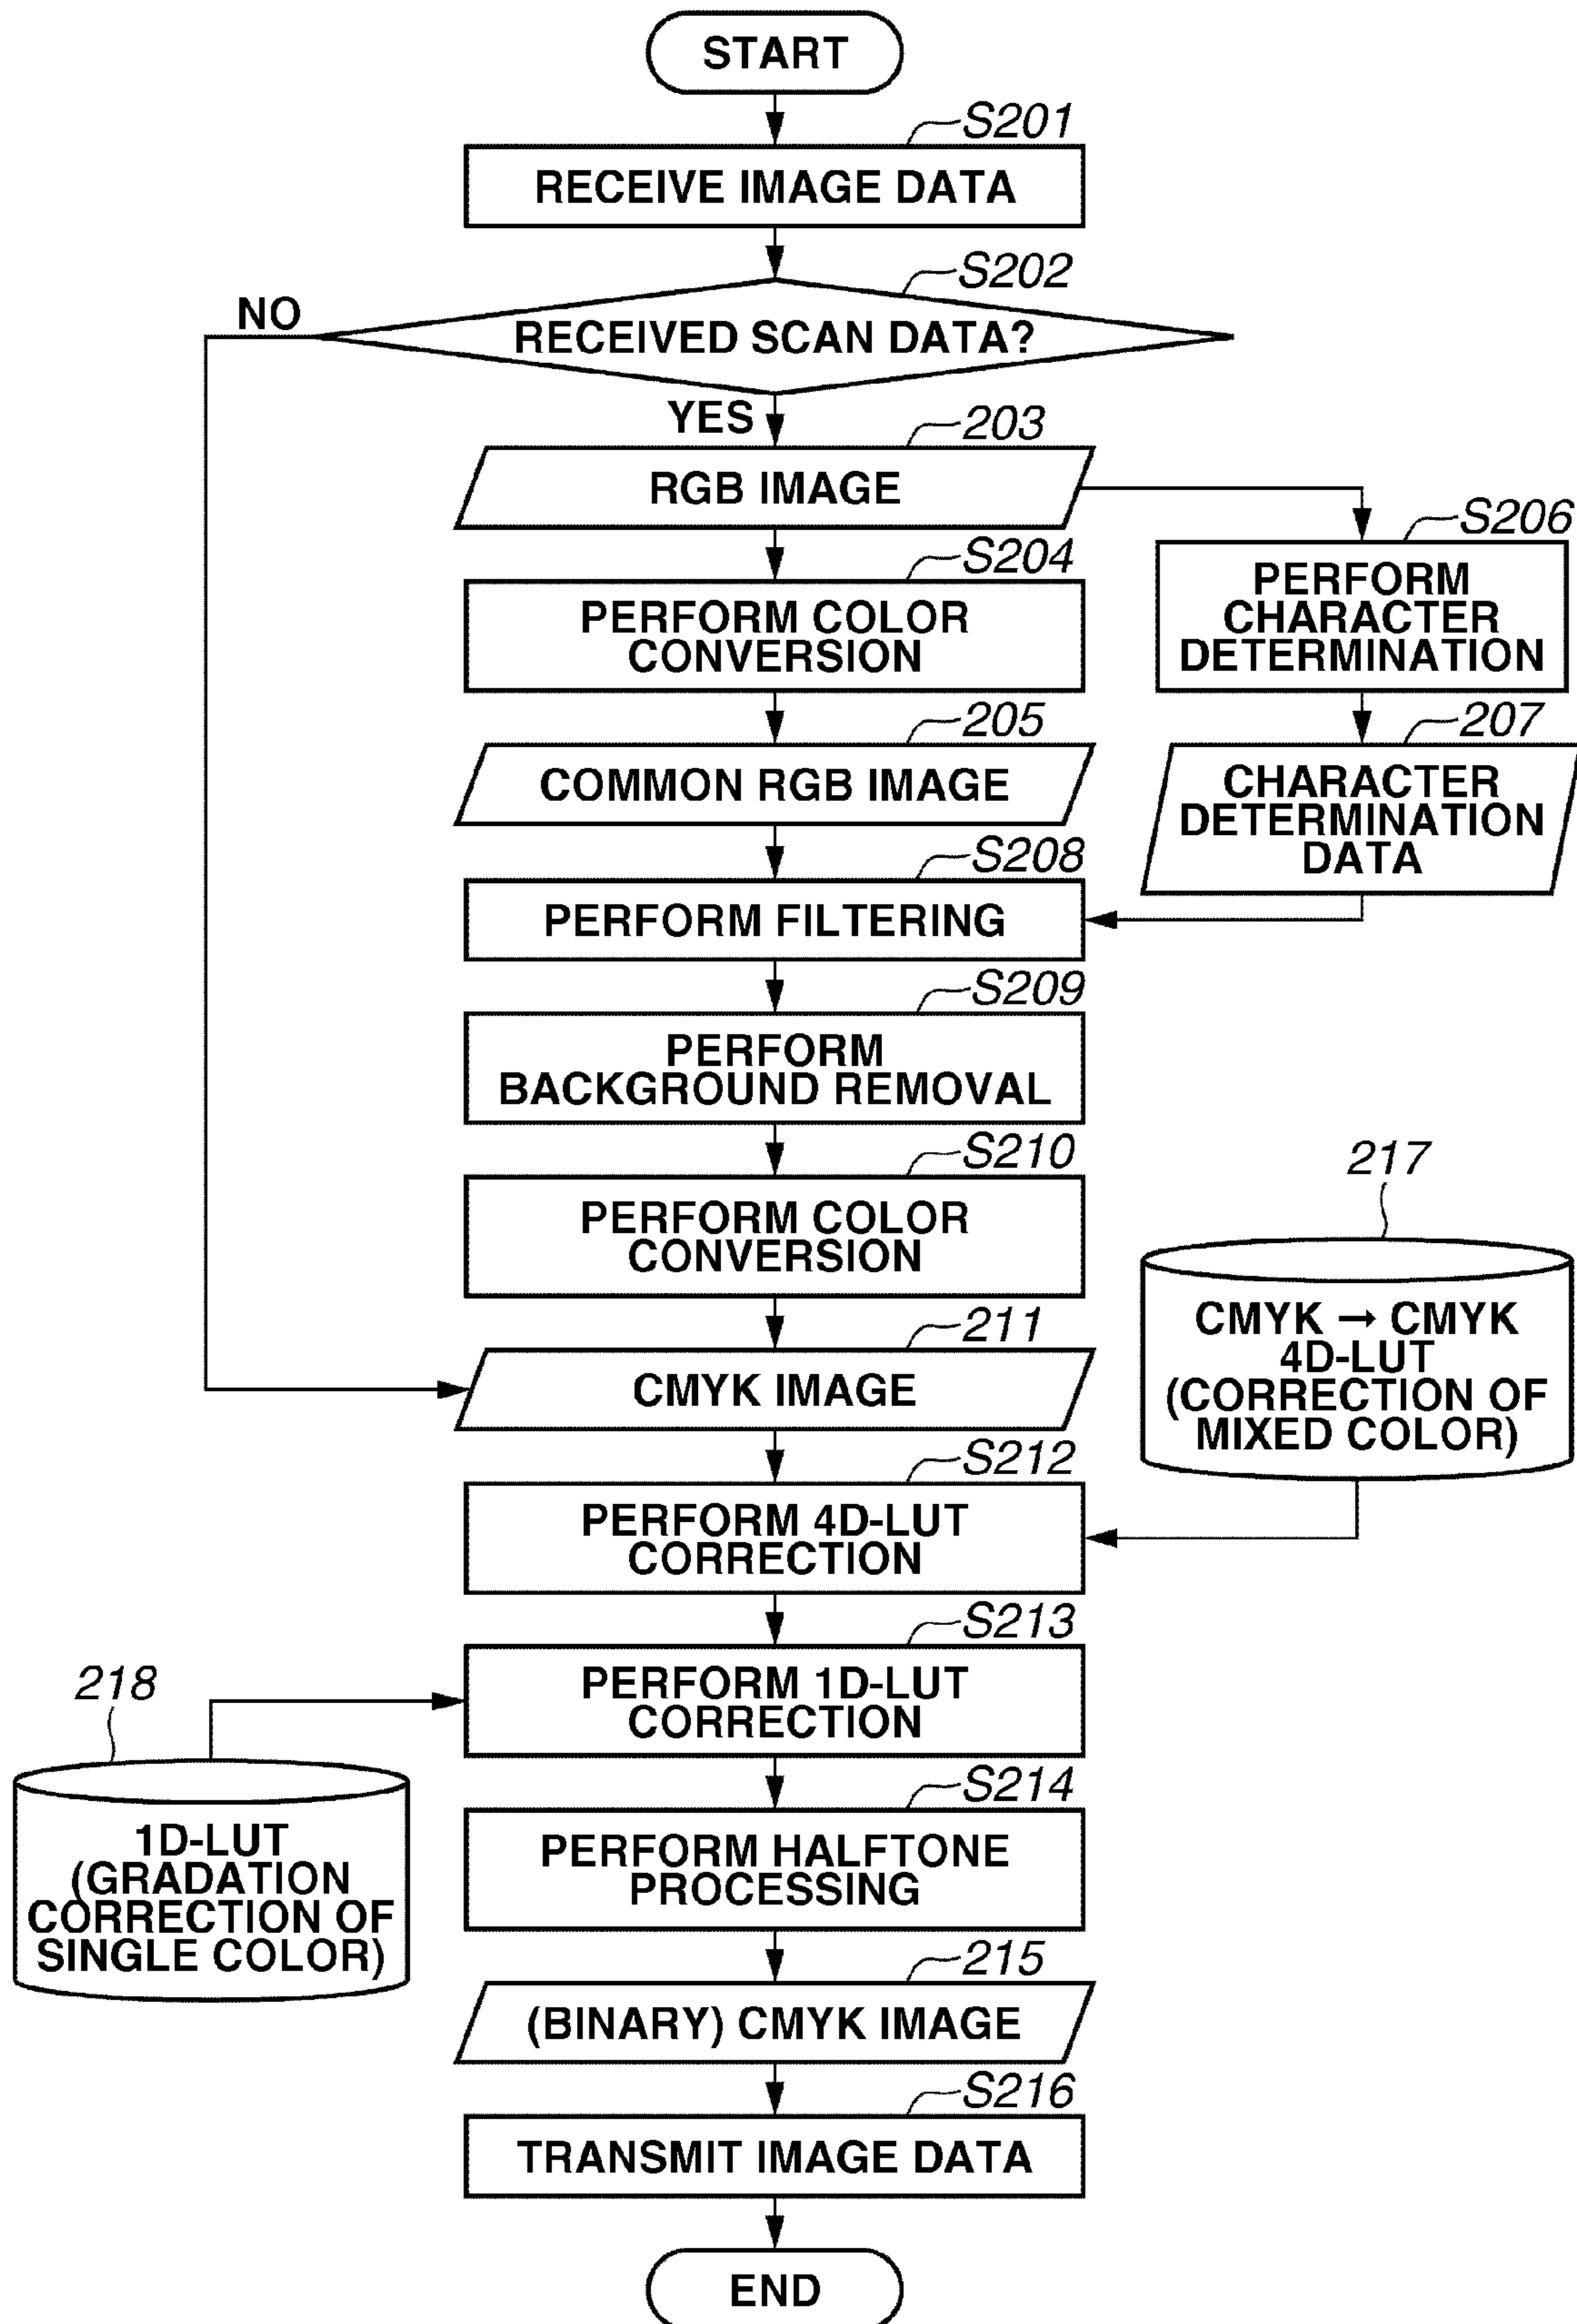 START
S201
RECEIVE IMAGE DATA
S202
NO
RECEIVED SCAN DATA?
YES
203
RGB IMAGE
S204
PERFORM COLOR
CONVERSION
S206
PERFORM
CHARACTER
DETERMINATION
205
COMMON RGB IMAGE
207
CHARACTER
DETERMINATION
DATA
S208
PERFORM FILTERING
S209
PERFORM
BACKGROUND REMOVAL
S210
PERFORM COLOR
CONVERSION
217
CMYK → CMYK
4D-LUT
(CORRECTION OF
MIXED COLOR)
211
CMYK IMAGE
S212
PERFORM 4D-LUT
CORRECTION
S213
PERFORM 1D-LUT
CORRECTION
218
1D-LUT
(GRADATION
CORRECTION OF
SINGLE COLOR)
S214
PERFORM HALFTONE
PROCESSING
215
(BINARY) CMYK IMAGE
S216
TRANSMIT IMAGE DATA
END